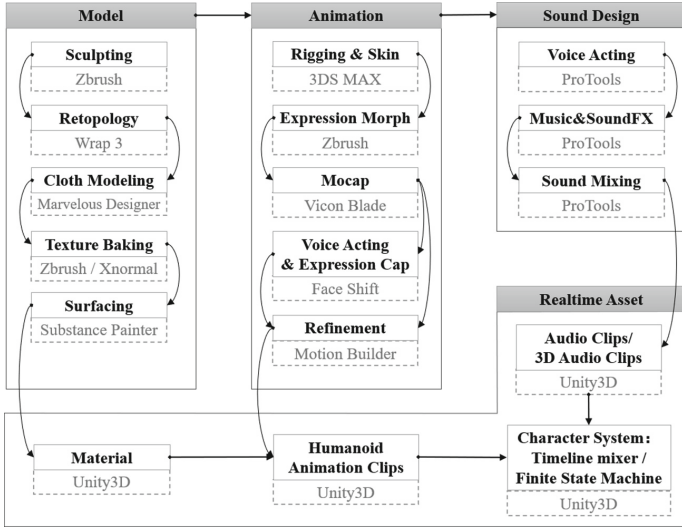 Model
Sculpting
Zbrush
Retopology
Wrap 3
Cloth Modeling
Marvelous Designer
Texture Baking
Zbrush / Xnormal
Surfacing
Substance Painter
Animation
Rigging & Skin
3DS MAX
Expression Morph
Zbrush
Mocap
Vicon Blade
Voice Acting
& Expression Cap
Face Shift
Refinement
Motion Builder
Sound Design
Voice Acting
ProTools
Music&SoundFX
ProTools
Sound Mixing
ProTools
Realtime Asset
Audio Clips/
3D Audio Clips
Unity3D
Material
Unity3D
Humanoid
Animation Clips
Unity3D
Character System：
Timeline mixer /
Finite State Machine
Unity3D